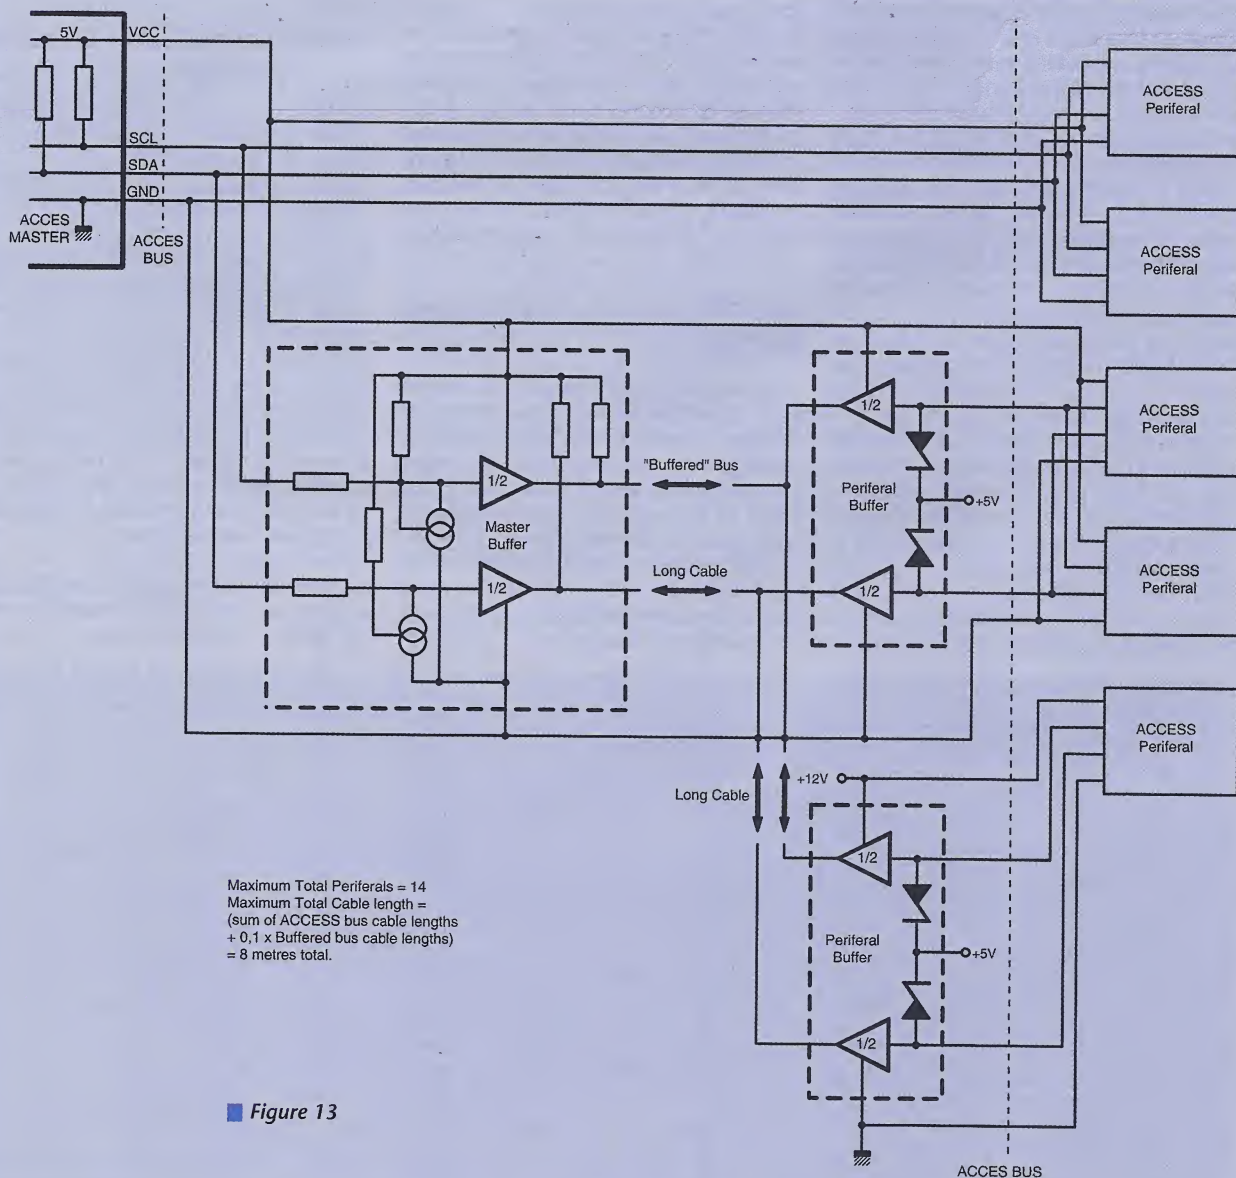 5V
VCC
SCL
SDA
GND
ACCES
MASTER
ACCES
BUS
ACCESS
Periferal
ACCESS
Periferal
1/2
Master
Buffer
1/2
"Buffered" Bus
Long Cable
1/2
Periferal
Buffer
+5V
1/2
ACCESS
Periferal
ACCESS
Periferal
ACCESS
Periferal
Long Cable
+12V
1/2
Periferal
Buffer
+5V
1/2
Maximum Total Periferals = 14
Maximum Total Cable length =
(sum of ACCESS bus cable lengths
+ 0,1 x Buffered bus cable lengths)
= 8 metres total.
Figure 13
ACCES BUS